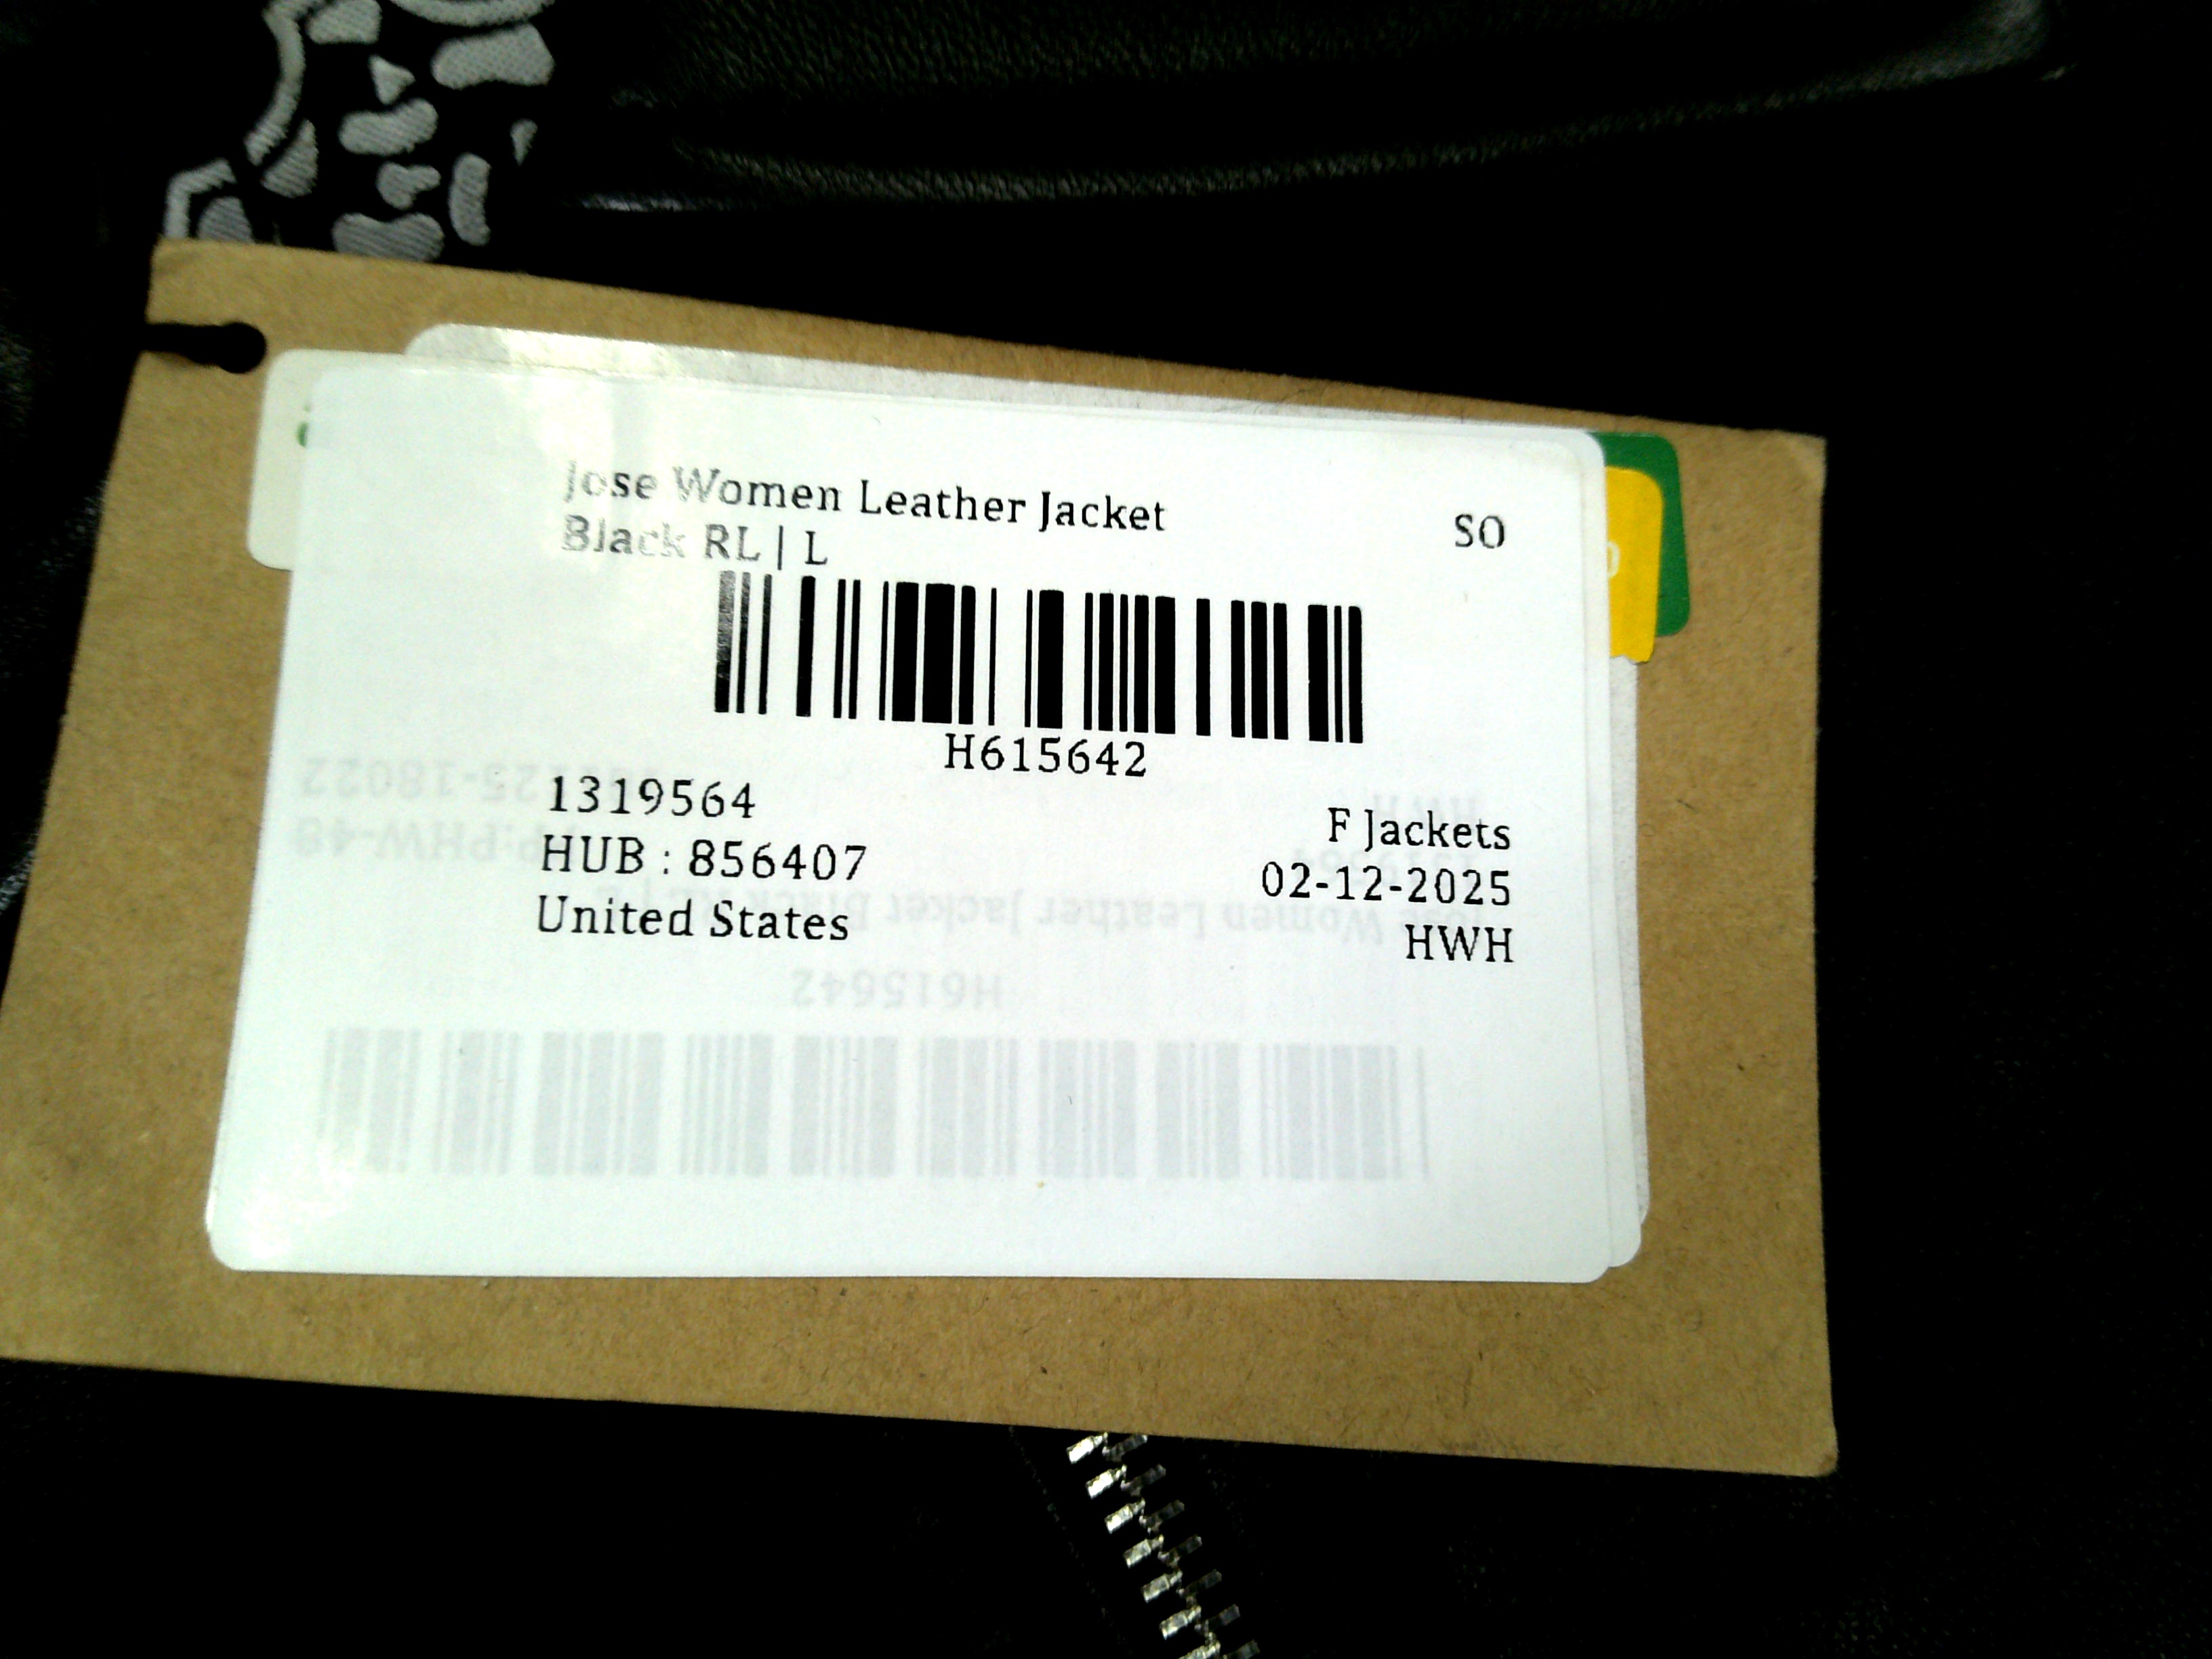 Jose Women Leather Jacket
Black RL | L
SO
H615642
1319564
HUB : 856407
United States
F Jackets
02-12-2025
HWH